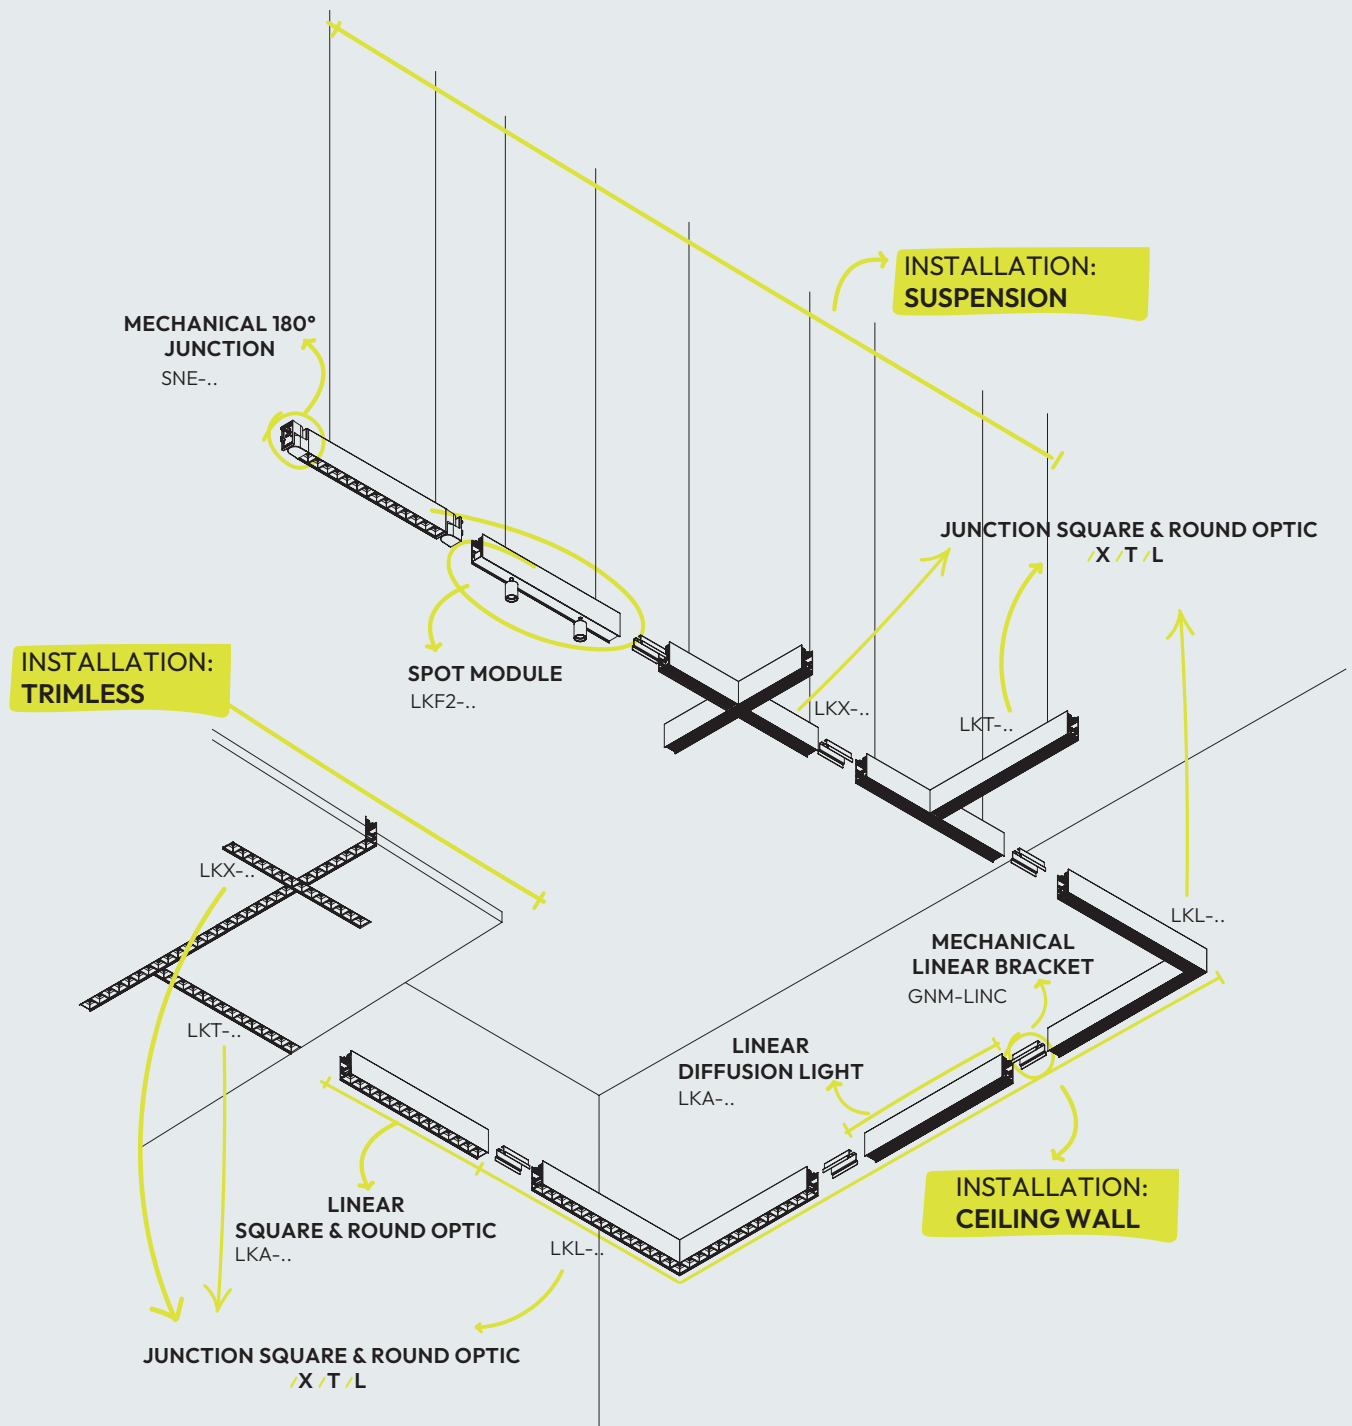 INSTALLATION:
SUSPENSION
MECHANICAL 180°
JUNCTION
SNE-..
JUNCTION SQUARE & ROUND OPTIC
/X /T /L
INSTALLATION:
TRIMLESS
SPOT MODULE
LKF2-..
LKX-..
LKT-..
LKX-..
LKL-..
MECHANICAL
LINEAR BRACKET
GNM-LINC
LKT-..
LINEAR
DIFFUSION LIGHT
LKA-..
INSTALLATION:
CEILING WALL
LINEAR
SQUARE & ROUND OPTIC
LKA-..
LKL-..
JUNCTION SQUARE & ROUND OPTIC
/X /T /L